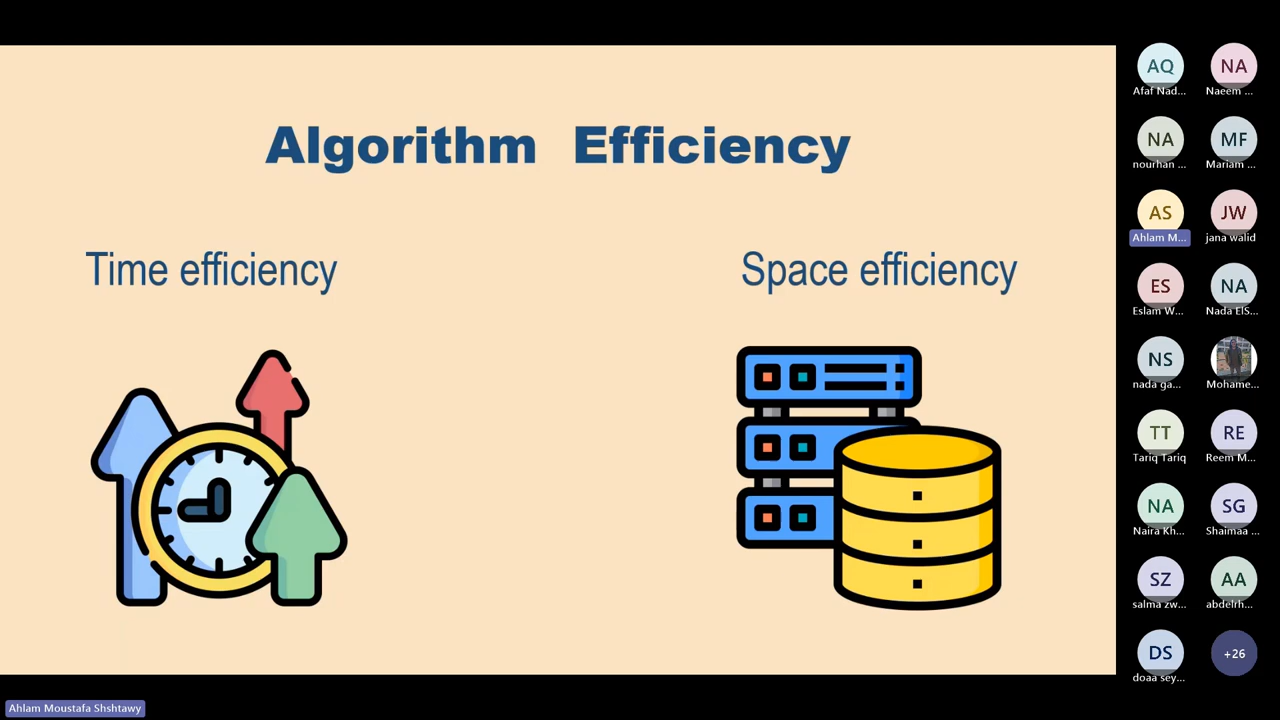 Algorithm Efficiency
Time efficiency
Space efficiency
AQ
Afaf Nad...
NA
Naeem ...
NA
nourhan ...
MF
Mariam ...
AS
Ahlam M...
JW
jana walid
ES
Eslam W...
NA
Nada ElS...
NS
nada ga...
Mohame...
TT
Tariq Tariq
RE
Reem M...
NA
Naira Kh...
SG
Shaimaa ...
SZ
salma zw...
AA
abdelrh...
DS
doaa sey...
+26
Ahlam Moustafa Shshtawy